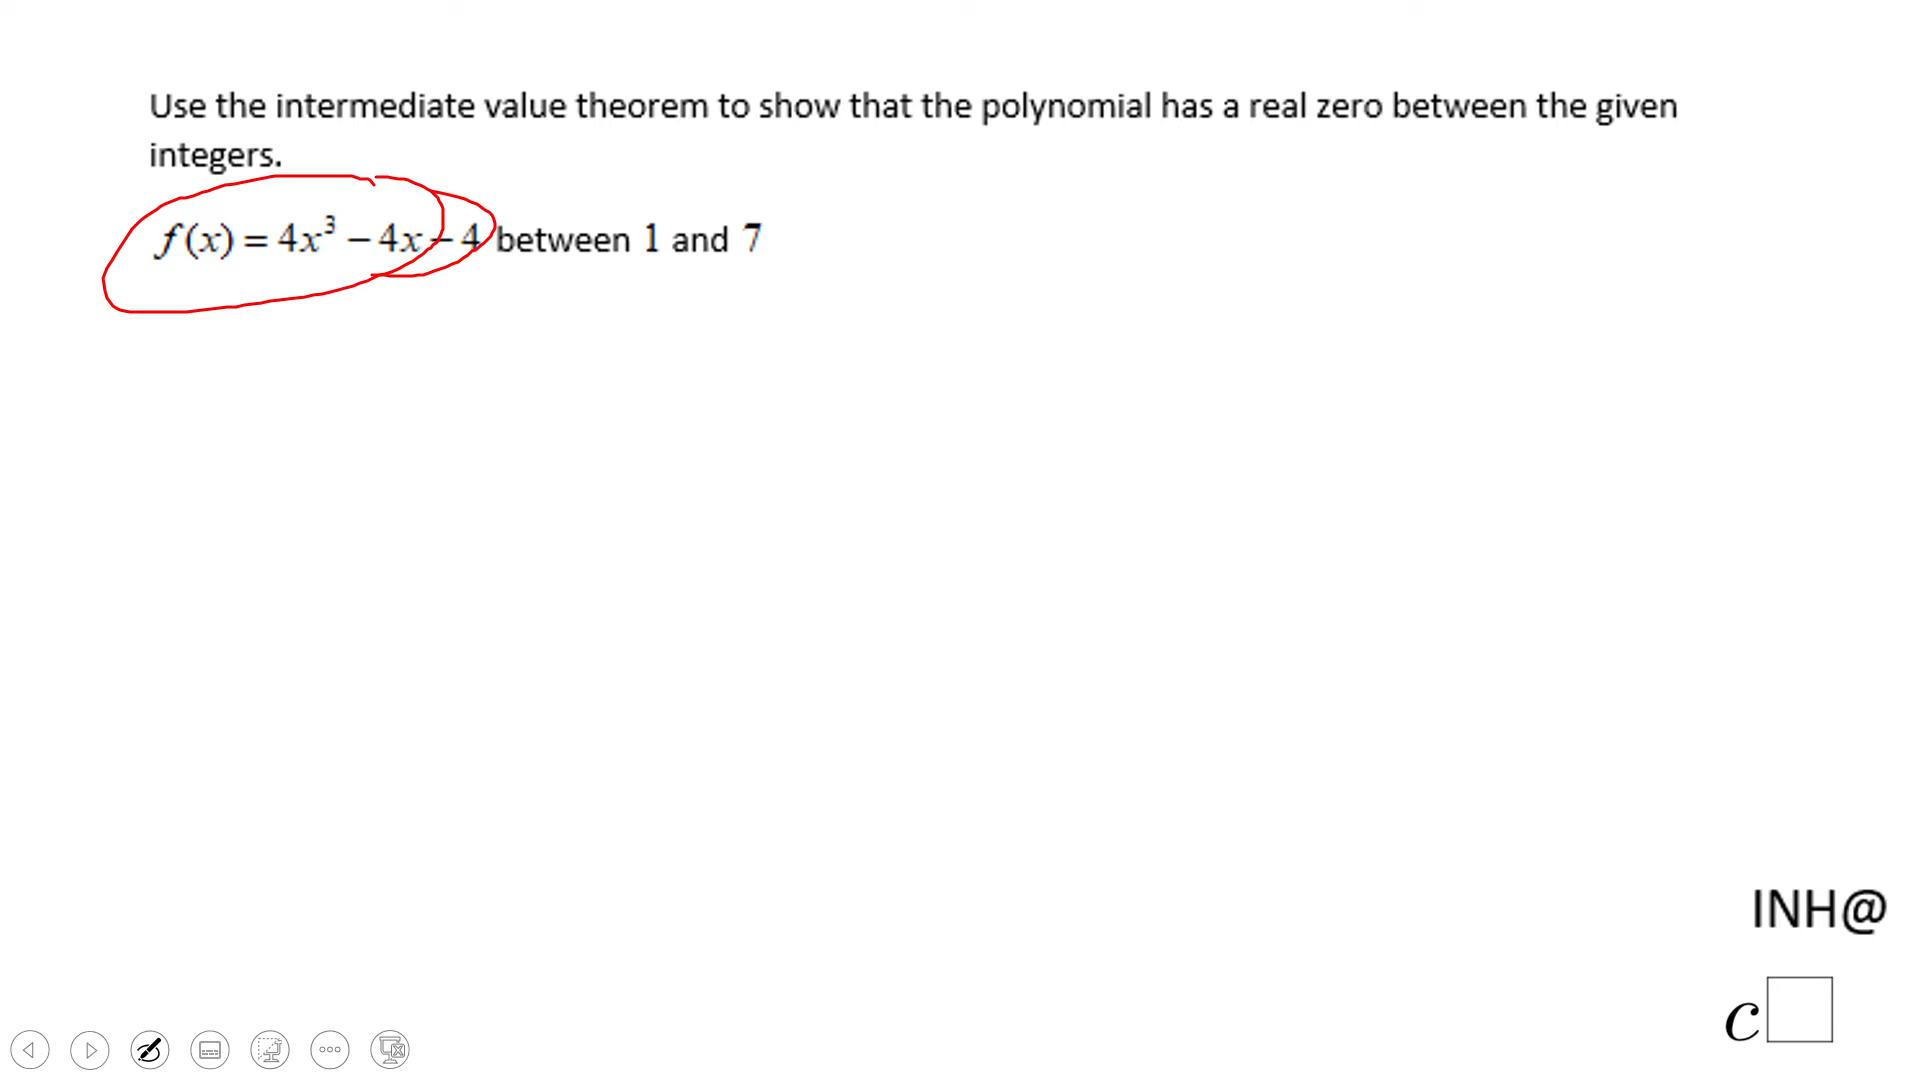 Use the intermediate value theorem to show that the polynomial has a real zero between the given
integers.
f(x) = 4x³ − 4x − 4 between 1 and 7
INH@
c